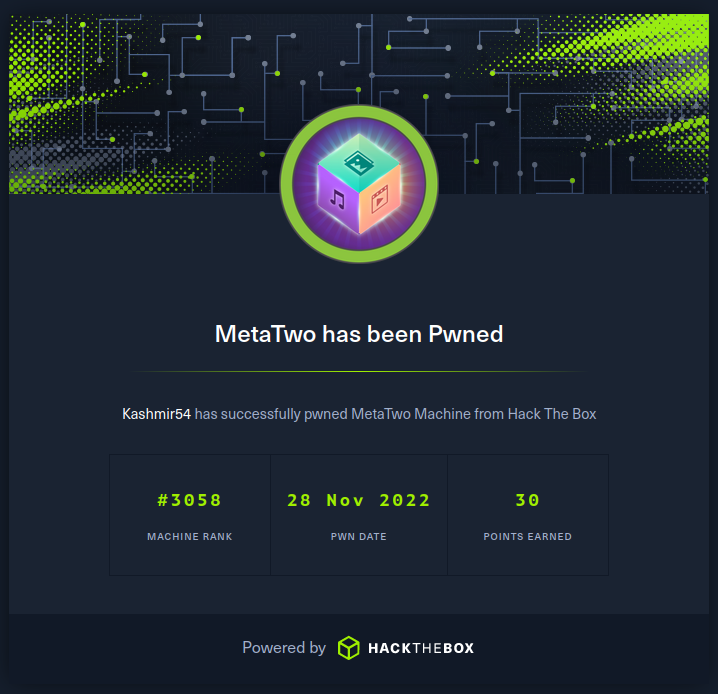 MetaTwo has been Pwned
Kashmir54 has successfully pwned MetaTwo Machine from Hack The Box
#3058 28 Nov 2022 30
MACHINE RANK PWN DATE POINTS EARNED
Powered by HACKTHEBOX